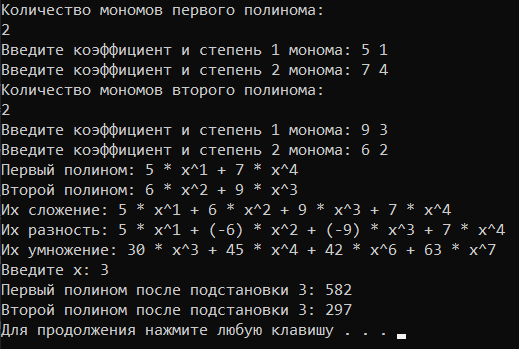 Количество мономов первого полинома:
2
Введите коэффициент и степень 1 монома: 5 1
Введите коэффициент и степень 2 монома: 7 4
Количество мономов второго полинома:
2
Введите коэффициент и степень 1 монома: 9 3
Введите коэффициент и степень 2 монома: 6 2
Первый полином: 5 * x^1 + 7 * x^4
Второй полином: 6 * x^2 + 9 * x^3
Их сложение: 5 * x^1 + 6 * x^2 + 9 * x^3 + 7 * x^4
Их разность: 5 * x^1 + (-6) * x^2 + (-9) * x^3 + 7 * x^4
Их умножение: 30 * x^3 + 45 * x^4 + 42 * x^6 + 63 * x^7
Введите x: 3
Первый полином после подстановки 3: 582
Второй полином после подстановки 3: 297
Для продолжения нажмите любую клавишу . . .